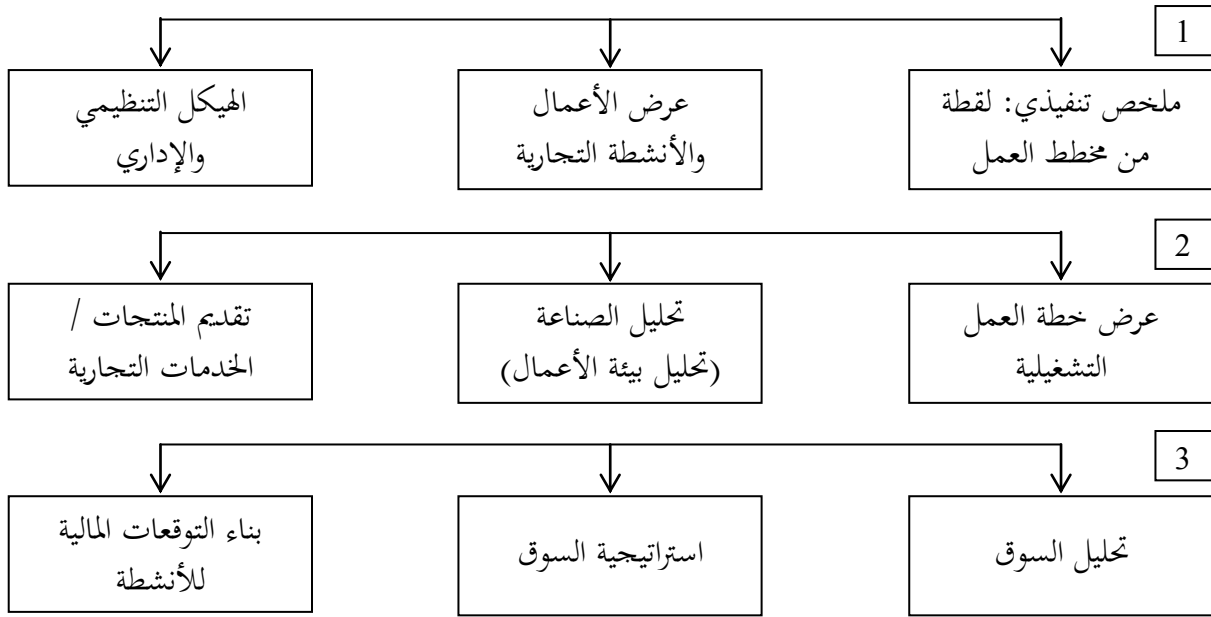 1
ملخص تنفيذي: لقطة
من مخطط العمل
عرض الأعمال
والأنشطة التجارية
الهيكل التنظيمي
والإداري
2
عرض خطة العمل
التشغيلية
تحليل الصناعة
(تحليل بيئة الأعمال)
تقديم المنتجات /
الخدمات التجارية
3
تحليل السوق
استراتيجية السوق
بناء التوقعات المالية
للأنشطة